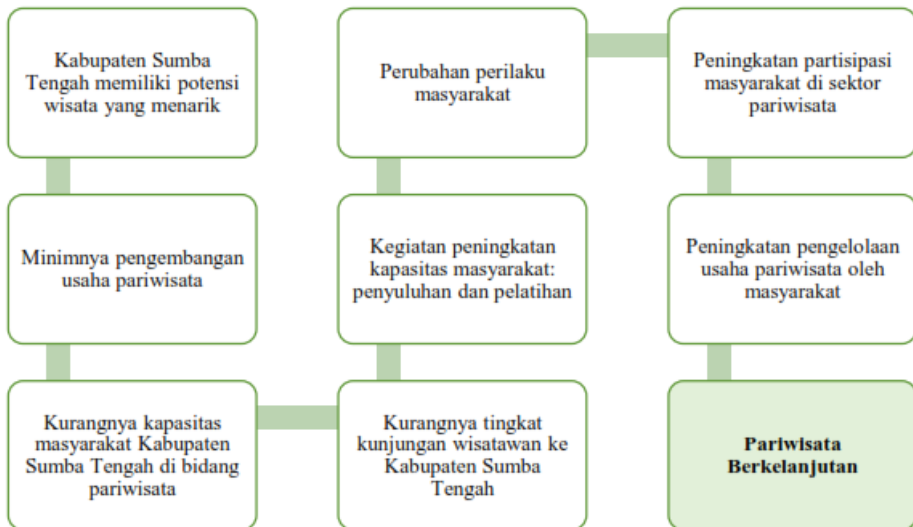 Kabupaten Sumba
Tengah memiliki potensi
wisata yang menarik
Minimnya pengembangan
usaha pariwisata
Kurangnya kapasitas
masyarakat Kabupaten
Sumba Tengah di bidang
pariwisata
Kurangnya tingkat
kunjungan wisatawan ke
Kabupaten Sumba
Tengah
Kegiatan peningkatan
kapasitas masyarakat:
penyuluhan dan pelatihan
Perubahan perilaku
masyarakat
Peningkatan partisipasi
masyarakat di sektor
pariwisata
Peningkatan pengelolaan
usaha pariwisata oleh
masyarakat
Pariwisata
Berkelanjutan